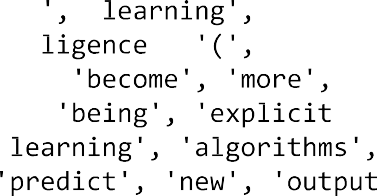 ', learning',
ligence '(',
'become', 'more',
'being', 'explicit
learning', 'algorithms',
'predict', 'new', 'output